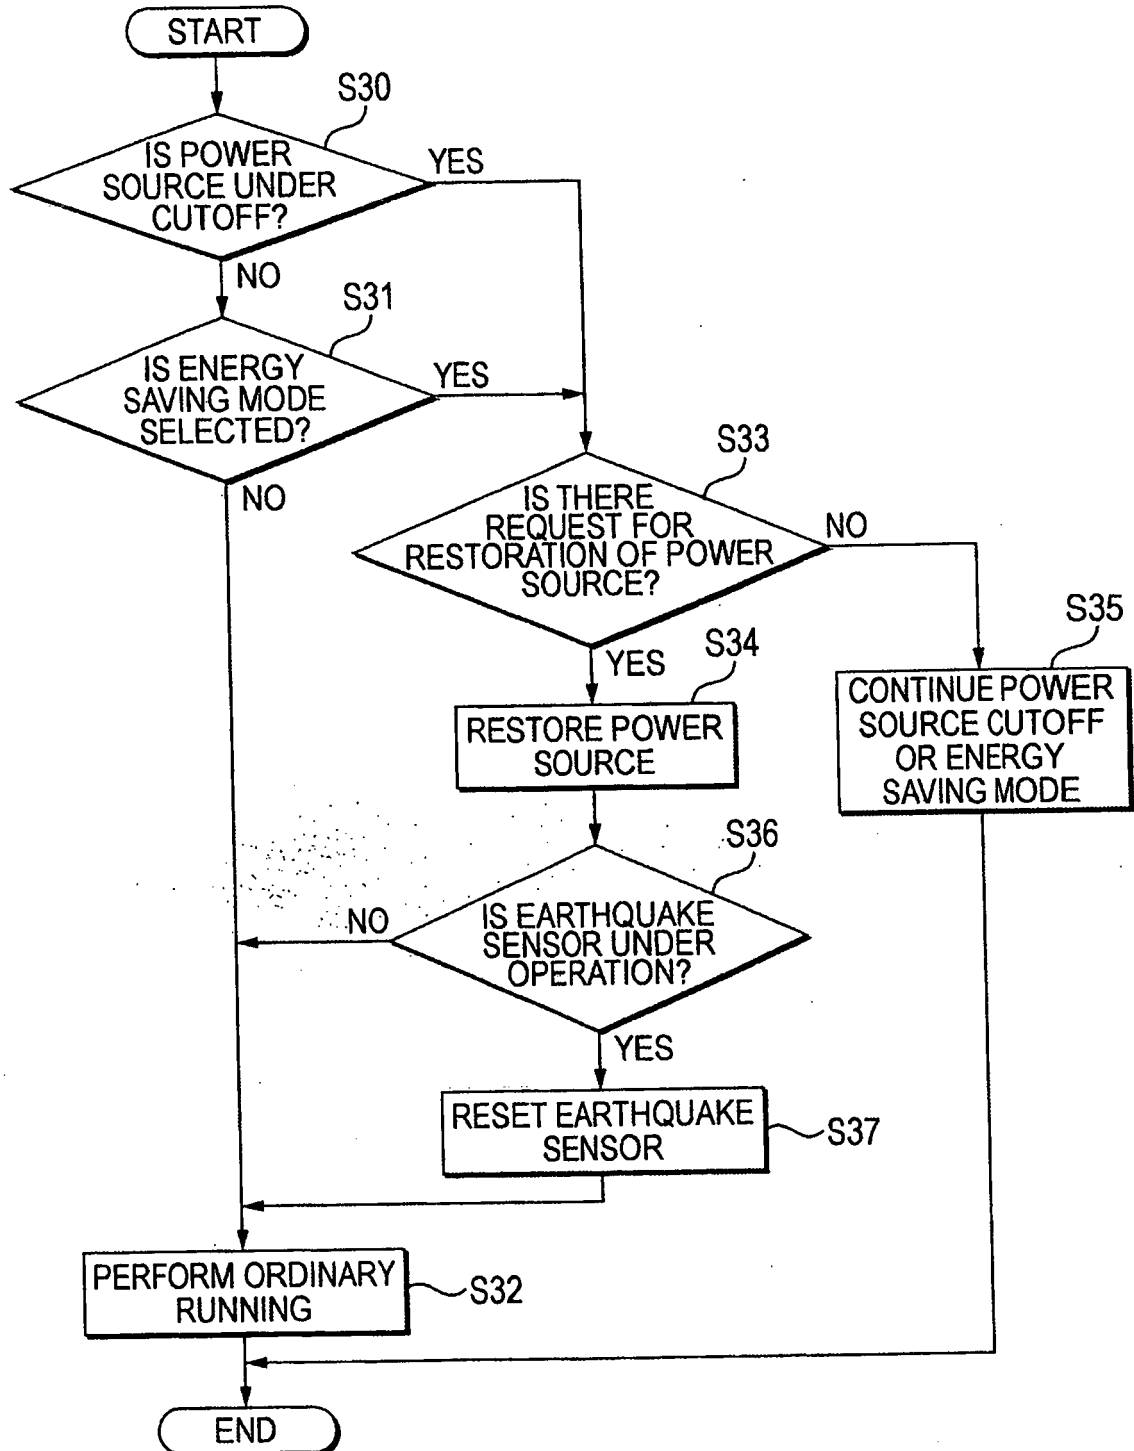 START
S30
IS POWER
SOURCE UNDER
CUTOFF?
YES
NO
S31
IS ENERGY
SAVING MODE
SELECTED?
YES
NO
S33
IS THERE
REQUEST FOR
RESTORATION OF POWER
SOURCE?
NO
YES
S34
RESTORE POWER
SOURCE
S35
CONTINUE POWER
SOURCE CUTOFF
OR ENERGY
SAVING MODE
S36
IS EARTHQUAKE
SENSOR UNDER
OPERATION?
NO
YES
RESET EARTHQUAKE
SENSOR
S37
PERFORM ORDINARY
RUNNING
S32
END